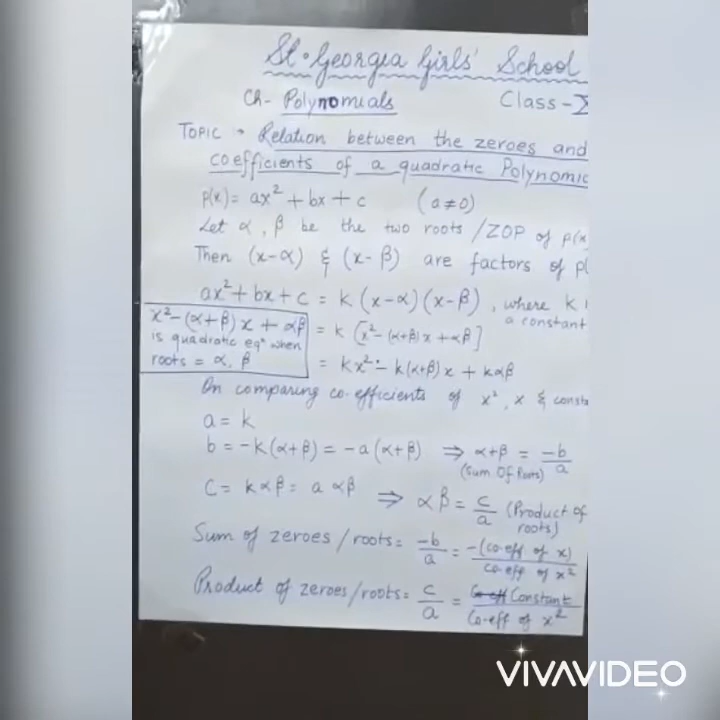 St. Georgia Girls' School
Ch- Polynomials Class-X
TOPIC • Relation between the zeroes and
coefficients of a quadratic Polynomia
p(x)= ax² + bx + c (a≠0)
Let α, β be the two roots/ZOP of p(x
Then (x-α) & (x-β) are factors of p(
ax² + bx + c = k (x-α)(x-β), where k
a constant
x² - (α+β)x + αβ
is quadratic eqⁿ when
roots = α, β
= k [x² - (α+β)x + αβ]
= kx² - k(α+β)x + kαβ
On comparing co-efficients of x², x & consta
a = k
b = -k(α+β) = -a(α+β) ⇒ α+β = -b/a
(Sum Of Roots)
c = kαβ = aαβ ⇒ αβ = c/a (Product of
roots)
Sum of zeroes/roots = -b/a = -(co-eff of x)/co-eff of x²
Product of zeroes/roots = c/a = Constant/Co-eff of x²
VIVAVIDEO